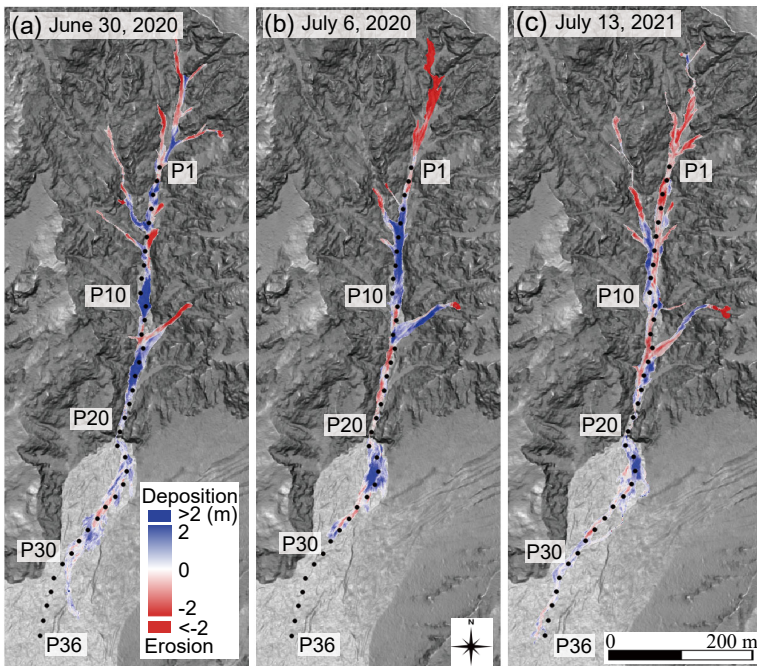 (a) June 30, 2020
P1
P10
P20
P30
P36
Deposition
>2 (m)
2
0
-2
<-2
Erosion
(b) July 6, 2020
P1
P10
P20
P30
P36
N
(c) July 13, 2021
P1
P10
P20
P30
P36
0 200 m